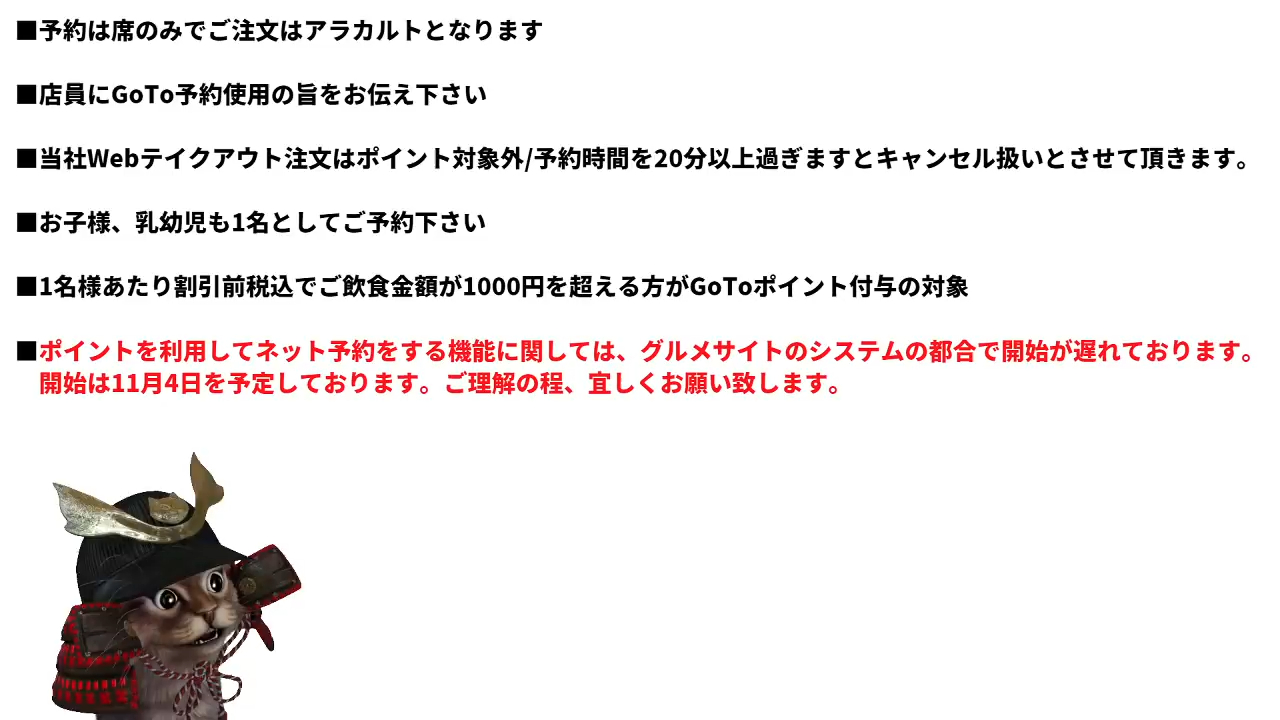 ■予約は席のみでご注文はアラカルトとなります
■店員にGoTo予約使用の旨をお伝え下さい
■当社Webテイクアウト注文はポイント対象外/予約時間を20分以上過ぎますとキャンセル扱いとさせて頂きます。
■お子様、乳幼児も1名としてご予約下さい
■1名様あたり割引前税込でご飲食金額が1000円を超える方がGoToポイント付与の対象
■ポイントを利用してネット予約をする機能に関しては、グルメサイトのシステムの都合で開始が遅れております。
開始は11月4日を予定しております。ご理解の程、宜しくお願い致します。